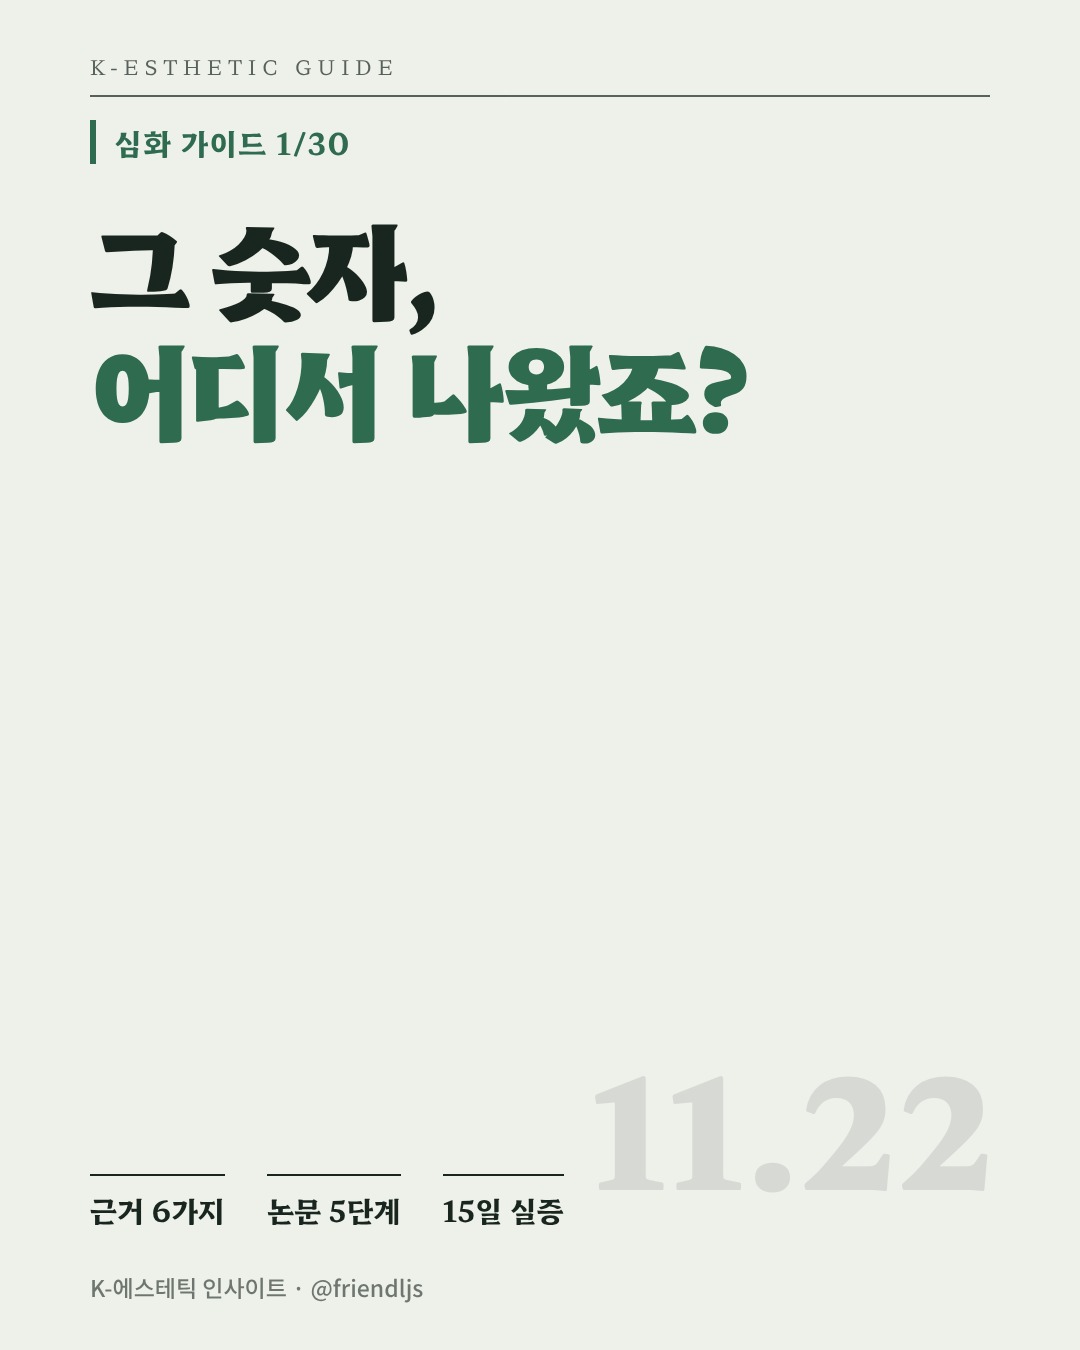 K-ESTHETIC GUIDE
심화 가이드 1/30
그 숫자,
어디서 나왔죠?
11.22
근거 6가지 논문 5단계 15일 실증
K-에스테틱 인사이트 · @friendljs